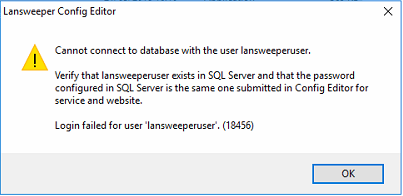 Lansweeper Config Editor
Cannot connect to database with the user lansweeperuser.
Verify that lansweeperuser exists in SQL Server and that the password
configured in SQL Server is the same one submitted in Config Editor for
service and website.
Login failed for user 'lansweeperuser'. (18456)
OK